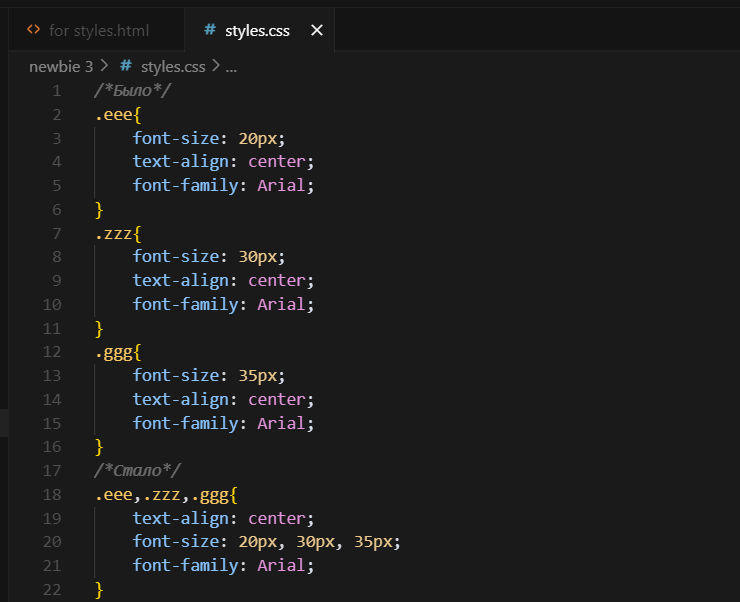 for styles.html
# styles.css ×
newbie 3 > # styles.css > ...
1 /*Было*/
2 .eee{
3 font-size: 20px;
4 text-align: center;
5 font-family: Arial;
6 }
7 .zzz{
8 font-size: 30px;
9 text-align: center;
10 font-family: Arial;
11 }
12 .ggg{
13 font-size: 35px;
14 text-align: center;
15 font-family: Arial;
16 }
17 /*Стало*/
18 .eee,.zzz,.ggg{
19 text-align: center;
20 font-size: 20px, 30px, 35px;
21 font-family: Arial;
22 }